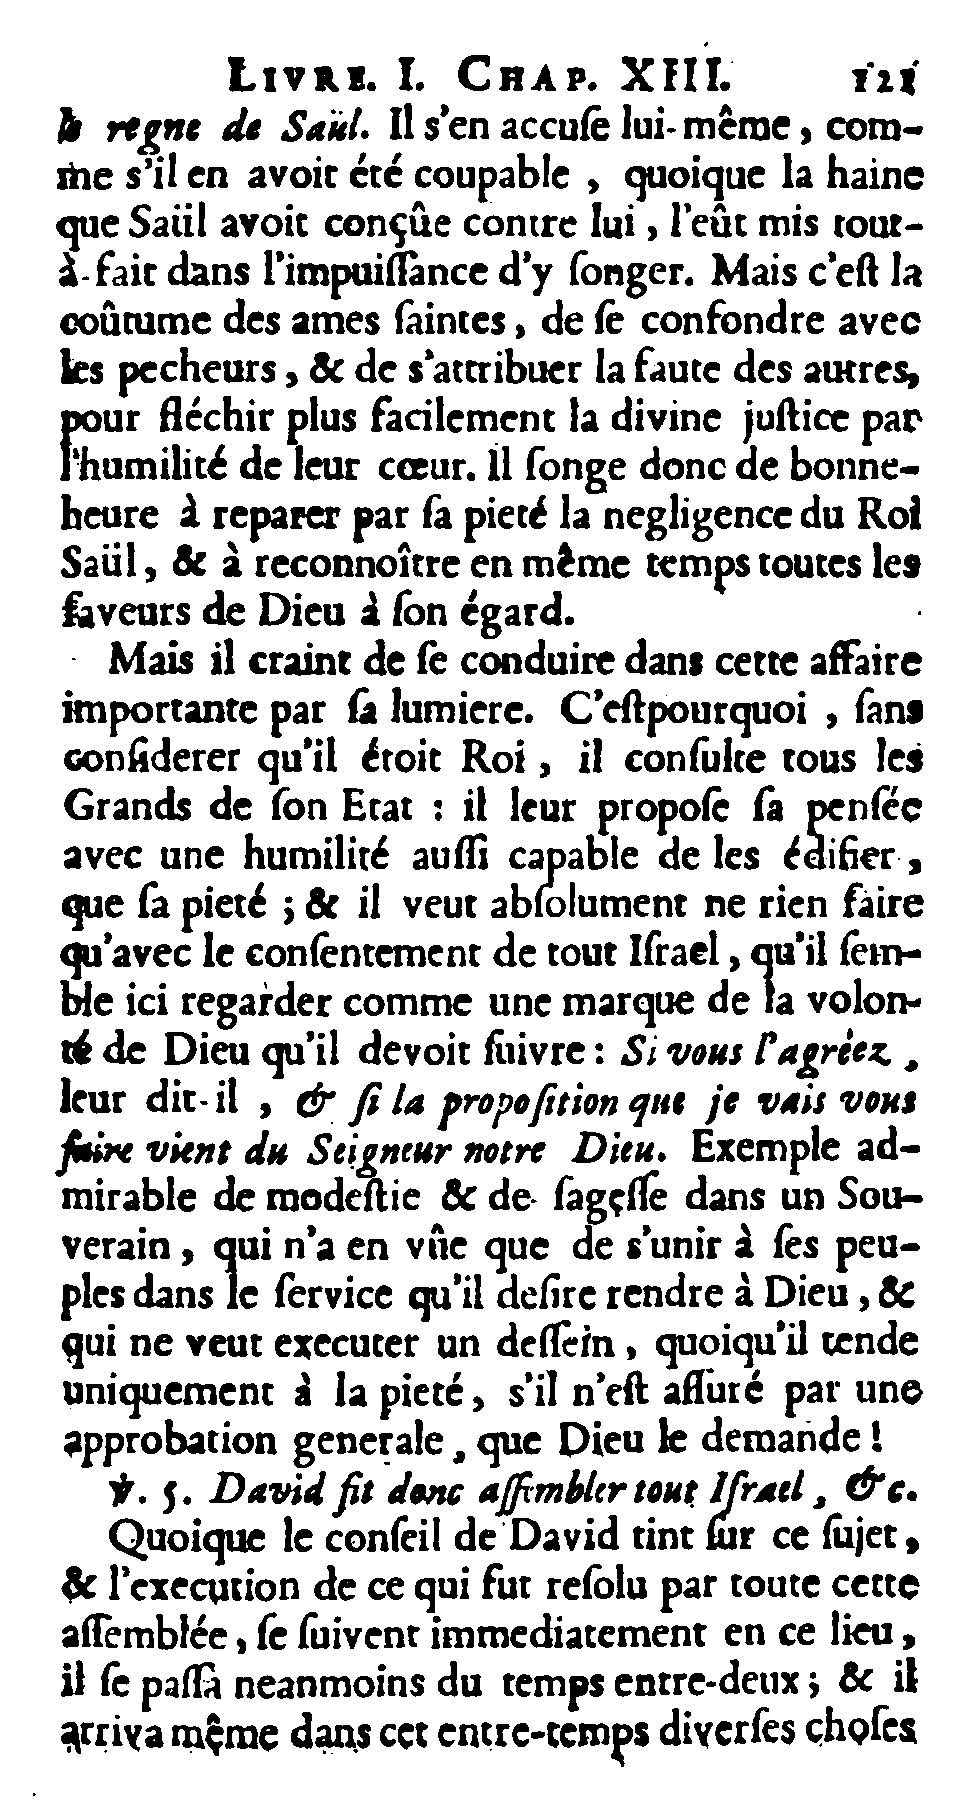 LIVRE. I. CHAP. XIII. 121
le regne de Saül. Il s'en accuſe lui-même, com-
me s'il en avoit été coupable, quoique la haine
que Saül avoit conçûe contre lui, l'eût mis tout-
à-fait dans l'impuiſſance d'y ſonger. Mais c'eſt la
coûtume des ames ſaintes, de ſe confondre avec
les pecheurs, & de s'attribuer la faute des autres,
pour fléchir plus facilement la divine juſtice par
l'humilité de leur cœur. Il ſonge donc de bonne-
heure à reparer par ſa pieté la negligence du Roi
Saül, & à reconnoître en même temps toutes les
faveurs de Dieu à ſon égard.
Mais il craint de ſe conduire dans cette affaire
importante par ſa lumiere. C'eſtpourquoi, ſans
conſiderer qu'il étoit Roi, il conſulte tous les
Grands de ſon Etat : il leur propoſe ſa penſée
avec une humilité auſſi capable de les édifier,
que ſa pieté ; & il veut abſolument ne rien faire
qu'avec le conſentement de tout Iſrael, qu'il ſem-
ble ici regarder comme une marque de la volon-
té de Dieu qu'il devoit ſuivre : Si vous l'agréez,
leur dit-il, & ſi la propoſition que je vais vous
faire vient du Seigneur notre Dieu. Exemple ad-
mirable de modeſtie & de ſageſſe dans un Sou-
verain, qui n'a en vûe que de s'unir à ſes peu-
ples dans le ſervice qu'il deſire rendre à Dieu, &
qui ne veut executer un deſſein, quoiqu'il tende
uniquement à la pieté, s'il n'eſt aſſuré par une
approbation generale, que Dieu le demande !
℣. 5. David fit donc aſſembler tout Iſrael, &c.
Quoique le conſeil de David tint ſur ce ſujet,
& l'execution de ce qui fut reſolu par toute cette
aſſemblée, ſe ſuivent immediatement en ce lieu,
il ſe paſſa neanmoins du temps entre-deux ; & il
arriva même dans cet entre-temps diverſes choſes